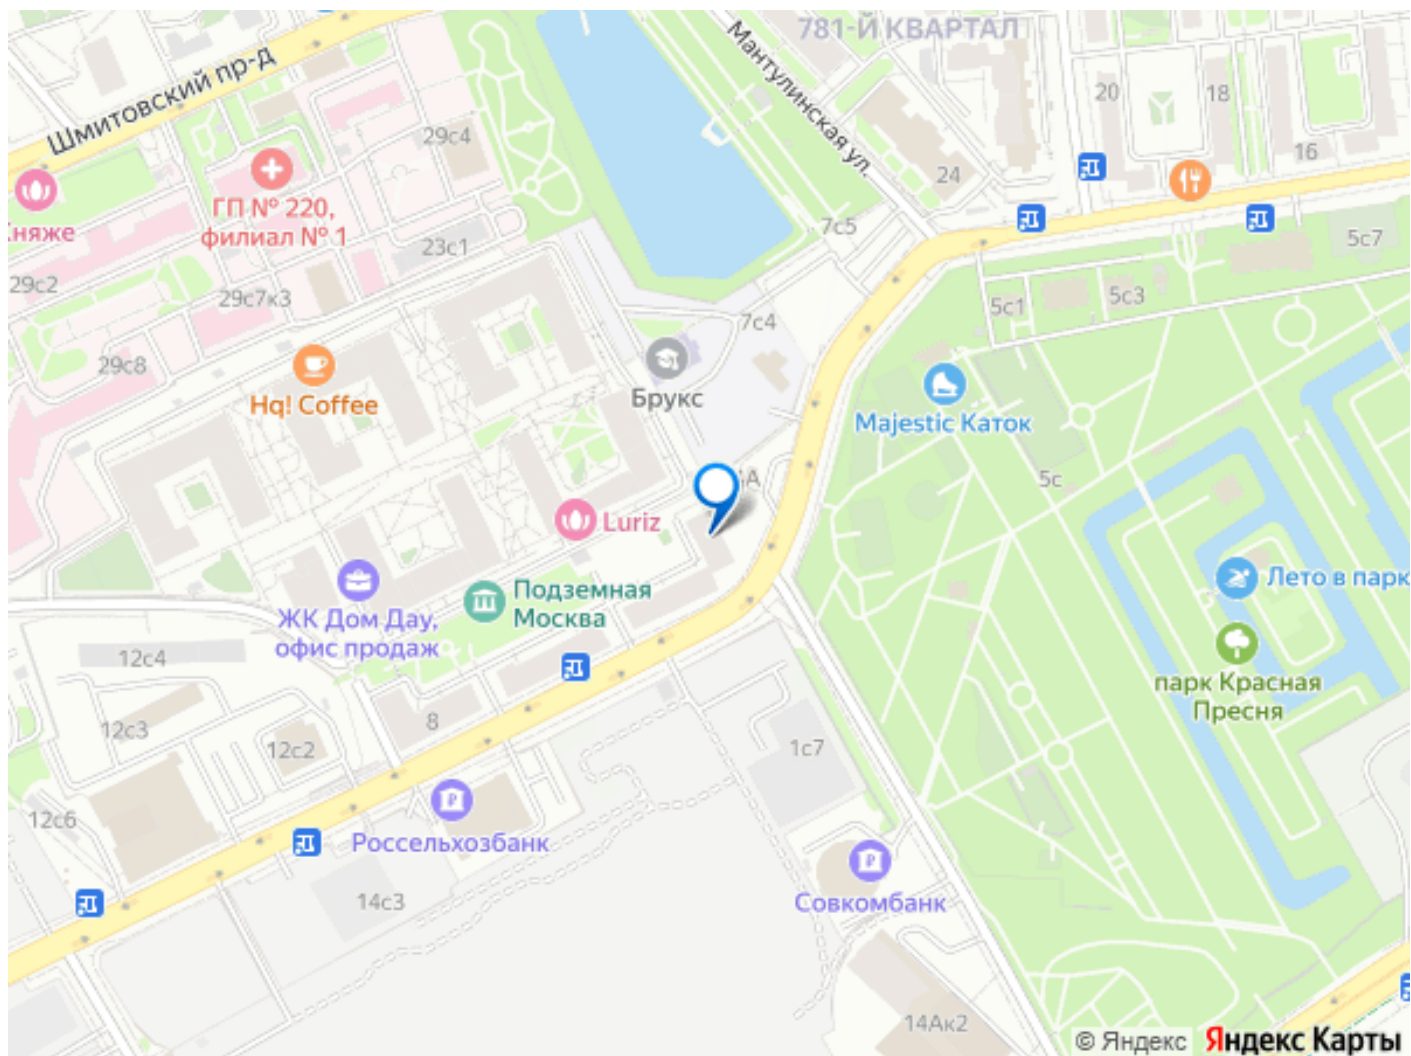 781-Й КВАРТАЛ
Мантулинская ул.
Шмитовский пр-д
20
18
16
29с4
24
ГП № 220,
филиал № 1
Княже
7с5
5с7
23с1
29с2
29с7к3
5с1
5с3
7с4
29с8
Hq! Coffee
Брукс
Majestic Каток
5с
Luriz
Подземная
Москва
Лето в парк
ЖК Дом Дау,
офис продаж
12с4
парк Красная
Пресня
12с3
8
12с2
1с7
12с6
Россельхозбанк
14с3
Совкомбанк
14Ак2
© Яндекс Яндекс Карты